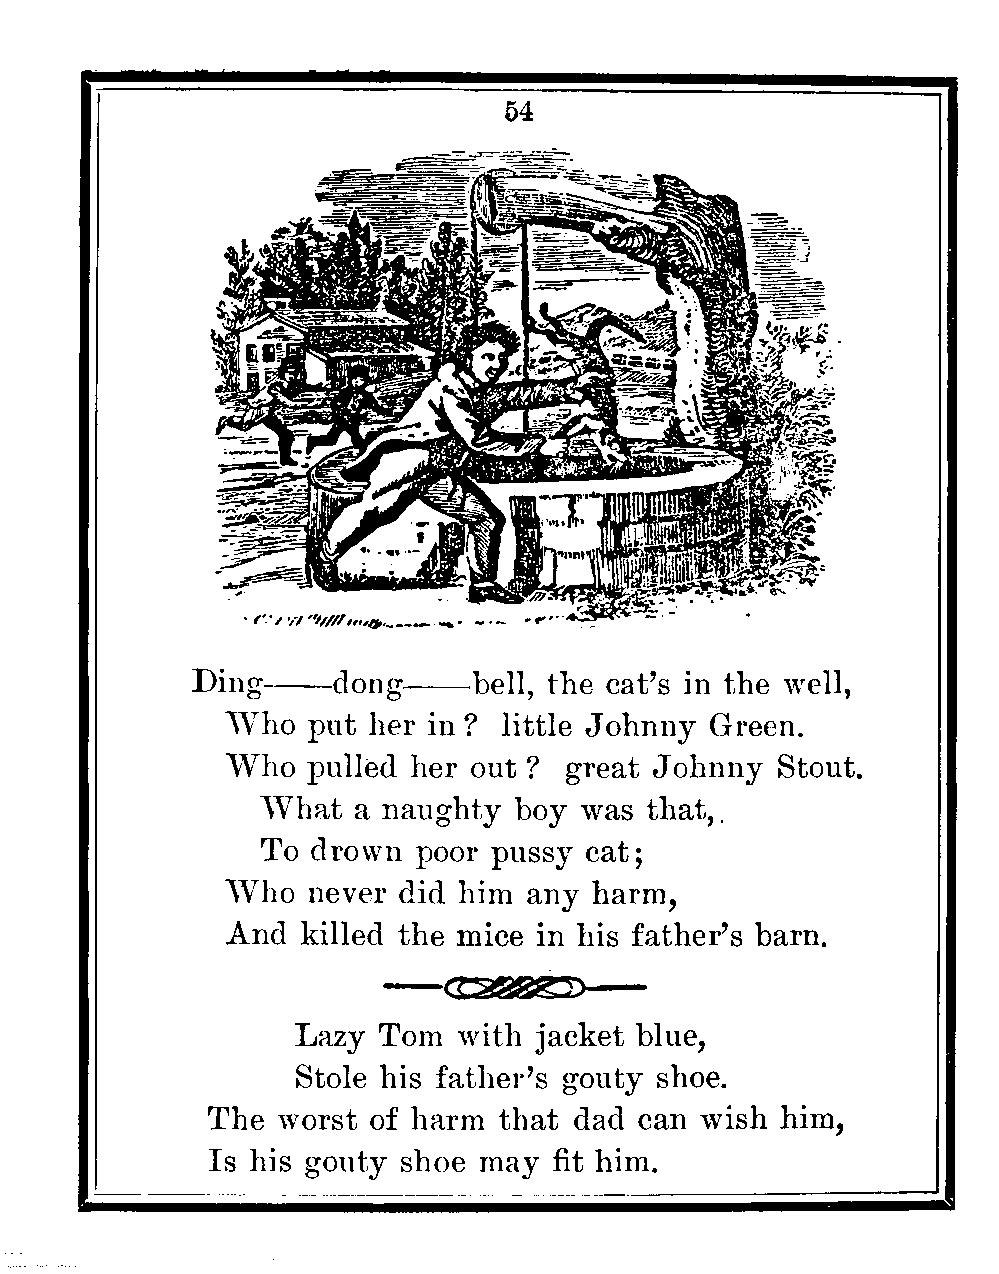 54
Ding——dong——bell, the cat's in the well,
Who put her in? little Johnny Green.
Who pulled her out? great Johnny Stout.
What a naughty boy was that,.
To drown poor pussy cat;
Who never did him any harm,
And killed the mice in his father's barn.
Lazy Tom with jacket blue,
Stole his father's gouty shoe.
The worst of harm that dad can wish him,
Is his gouty shoe may fit him.